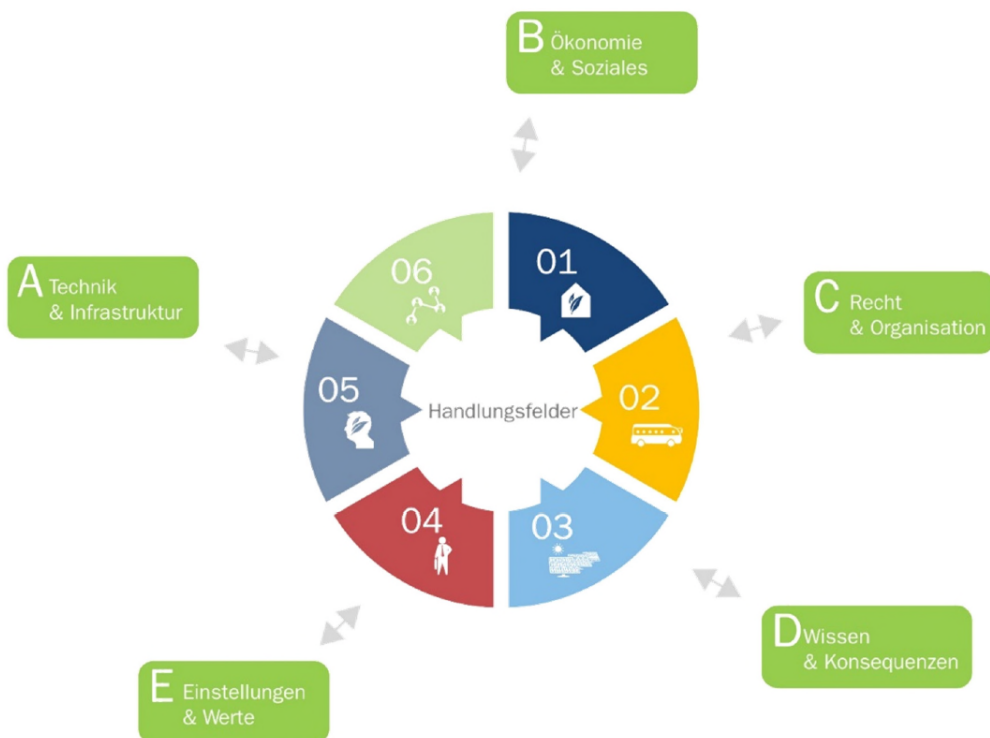 B Ökonomie
& Soziales
A Technik
& Infrastruktur
C Recht
& Organisation
06
01
05
Handlungsfelder
02
04
03
D Wissen
& Konsequenzen
E Einstellungen
& Werte